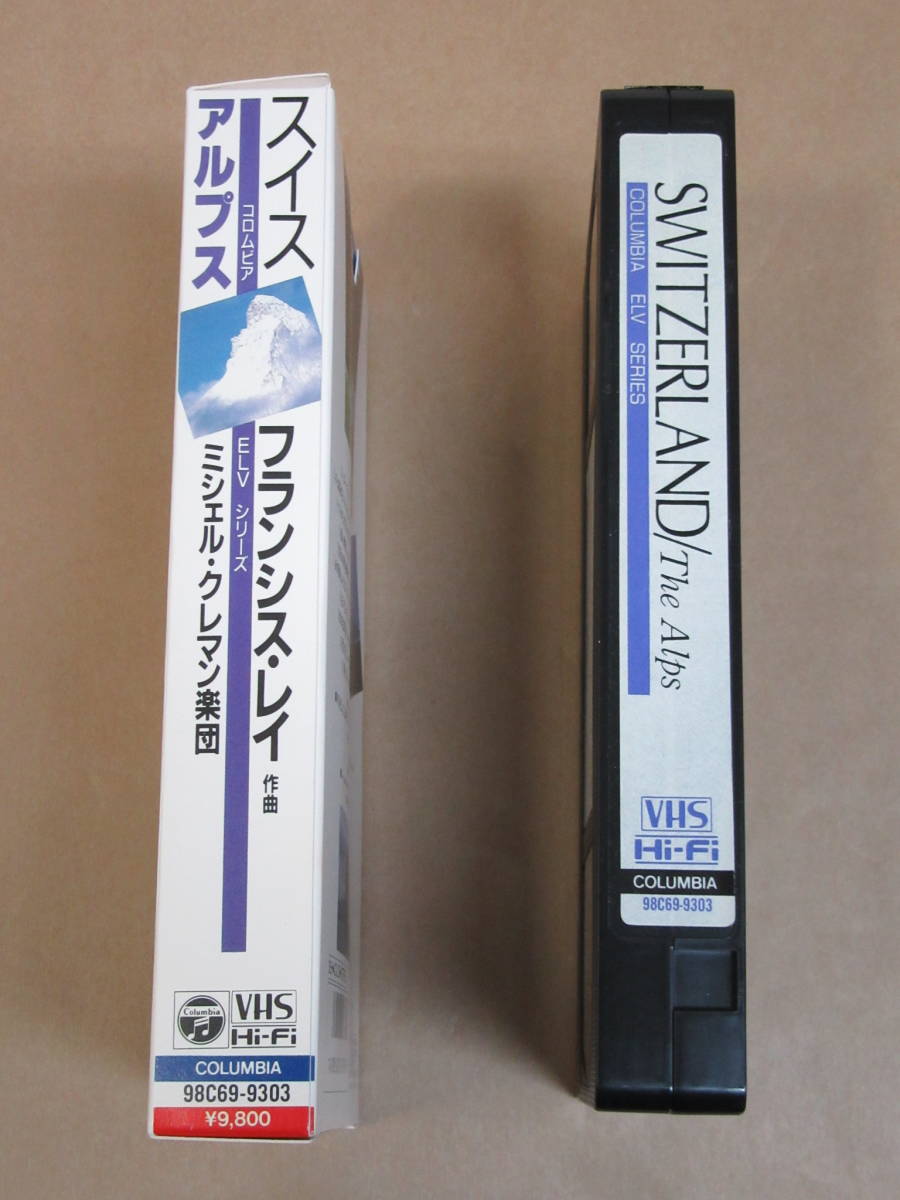 スイス
アルプス
コロムビア
ELV シリーズ
フランシス・レイ 作曲
ミシェル・クレマン楽団
Columbia
VHS
Hi-Fi
COLUMBIA
98C69-9303
¥9,800
SWITZERLAND/The Alps
COLUMBIA ELV SERIES
VHS
Hi-Fi
COLUMBIA
98C69-9303